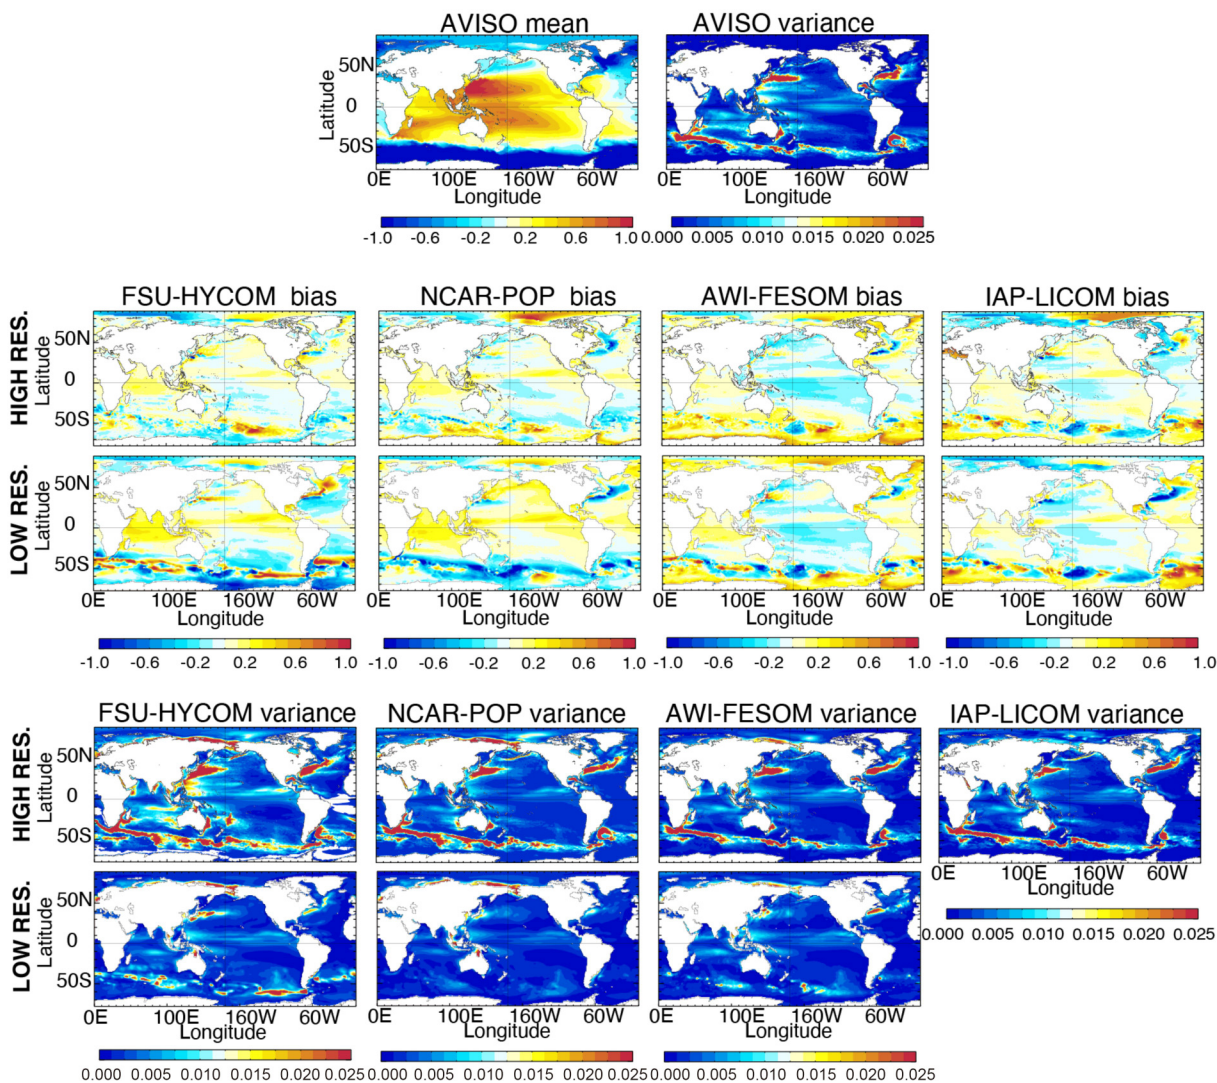 AVISO mean AVISO variance
Latitude
50N
0
50S
0E 100E 160W 60W 0E 100E 160W 60W
Longitude Longitude
-1.0 -0.6 -0.2 0.2 0.6 1.0 0.000 0.005 0.010 0.015 0.020 0.025
FSU-HYCOM bias NCAR-POP bias AWI-FESOM bias IAP-LICOM bias
HIGH RES.
Latitude
50N
0
50S
LOW RES.
Latitude
50N
0
50S
0E 100E 160W 60W 0E 100E 160W 60W 0E 100E 160W 60W 0E 100E 160W 60W
Longitude Longitude Longitude Longitude
-1.0 -0.6 -0.2 0.2 0.6 1.0 -1.0 -0.6 -0.2 0.2 0.6 1.0 -1.0 -0.6 -0.2 0.2 0.6 1.0 -1.0 -0.6 -0.2 0.2 0.6 1.0
FSU-HYCOM variance NCAR-POP variance AWI-FESOM variance IAP-LICOM variance
HIGH RES.
Latitude
50N
0
50S
0E 100E 160W 60W
Longitude
0.000 0.005 0.010 0.015 0.020 0.025
LOW RES.
Latitude
50N
0
50S
0E 100E 160W 60W 0E 100E 160W 60W 0E 100E 160W 60W
Longitude Longitude Longitude
0.000 0.005 0.010 0.015 0.020 0.025 0.000 0.005 0.010 0.015 0.020 0.025 0.000 0.005 0.010 0.015 0.020 0.025